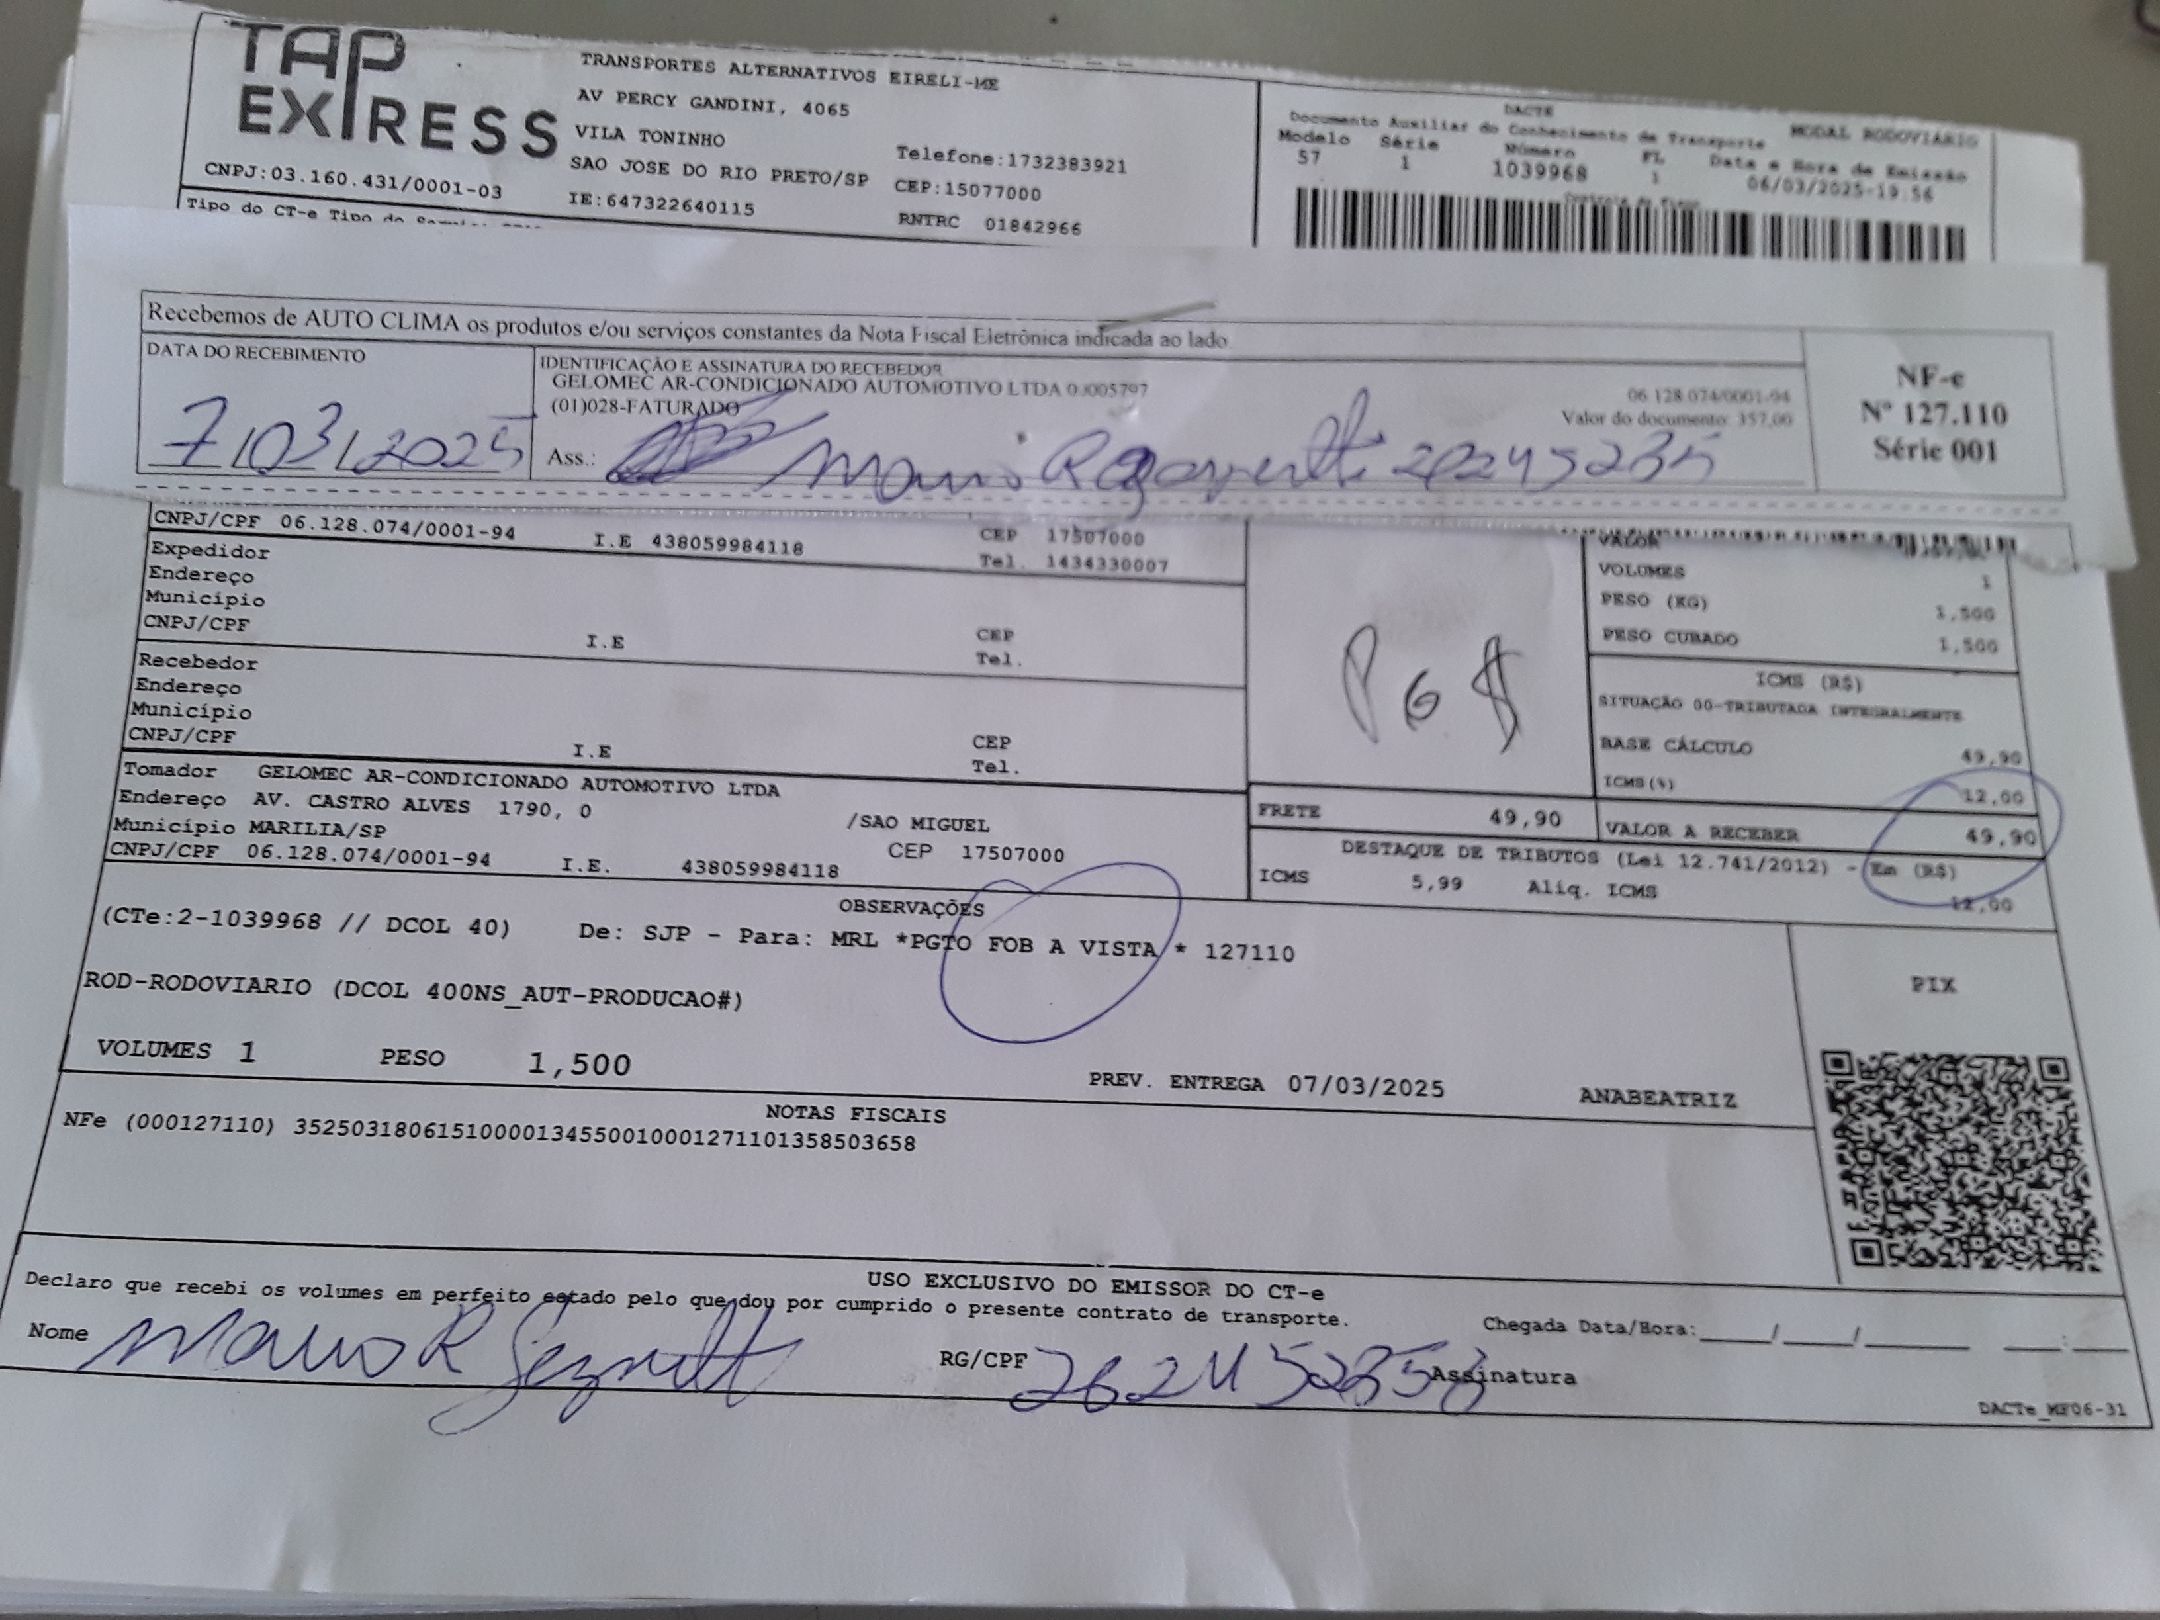 TAP EXPRESS
CNPJ:03.160.431/0001-03
TRANSPORTES ALTERNATIVOS EIRELI-ME
AV PERCY GANDINI, 4065
VILA TONINHO
SAO JOSE DO RIO PRETO/SP
IE:647322640115
Telefone:1732383921
CEP:15077000
RNTRC 01842966
DACTE
Documento Auxiliar do Conhecimento de Transporte
MODAL RODOVIÁRIO
Modelo Série Número FL Data e Hora de Emissão
57 1 1039968 1 06/03/2025-19:56
Tipo do CT-e Tipo do
Recebemos de AUTO CLIMA os produtos e/ou serviços constantes da Nota Fiscal Eletrônica indicada ao lado
DATA DO RECEBIMENTO
7/03/2025
IDENTIFICAÇÃO E ASSINATURA DO RECEBEDOR
GELOMEC AR-CONDICIONADO AUTOMOTIVO LTDA 00005797
(01)028-FATURADO
06.128.074/0001-94
Valor do documento: 357,00
Ass.:
NF-e
Nº 127.110
Série 001
CNPJ/CPF 06.128.074/0001-94 I.E 438059984118 CEP 17507000
Tel. 1434330007
Expedidor
Endereço
Município
CNPJ/CPF I.E CEP
Tel.
Recebedor
Endereço
Município
CNPJ/CPF I.E CEP
Tel.
Tomador GELOMEC AR-CONDICIONADO AUTOMOTIVO LTDA
Endereço AV. CASTRO ALVES 1790, 0 /SAO MIGUEL
Município MARILIA/SP CEP 17507000
CNPJ/CPF 06.128.074/0001-94 I.E. 438059984118
PG $
VALOR
VOLUMES 1
PESO (KG) 1,500
PESO CUBADO 1,500
ICMS (R$)
SITUAÇÃO 00-TRIBUTADA INTEGRALMENTE
BASE CÁLCULO 49,90
ICMS(%) 12,00
FRETE 49,90 VALOR A RECEBER 49,90
DESTAQUE DE TRIBUTOS (Lei 12.741/2012) - Em (R$)
ICMS 5,99 Aliq. ICMS 12,00
OBSERVAÇÕES
(CTe:2-1039968 // DCOL 40) De: SJP - Para: MRL *PGTO FOB A VISTA * 127110
ROD-RODOVIARIO (DCOL 400NS_AUT-PRODUCAO#)
VOLUMES 1 PESO 1,500 PREV. ENTREGA 07/03/2025 ANABEATRIZ
PIX
NOTAS FISCAIS
NFe (000127110) 35250318061510000134550010001271101358503658
USO EXCLUSIVO DO EMISSOR DO CT-e
Declaro que recebi os volumes em perfeito estado pelo que dou por cumprido o presente contrato de transporte.
Nome RG/CPF Assinatura
Chegada Data/Hora:____/____/______ ___:___
DACTe_MF06-31